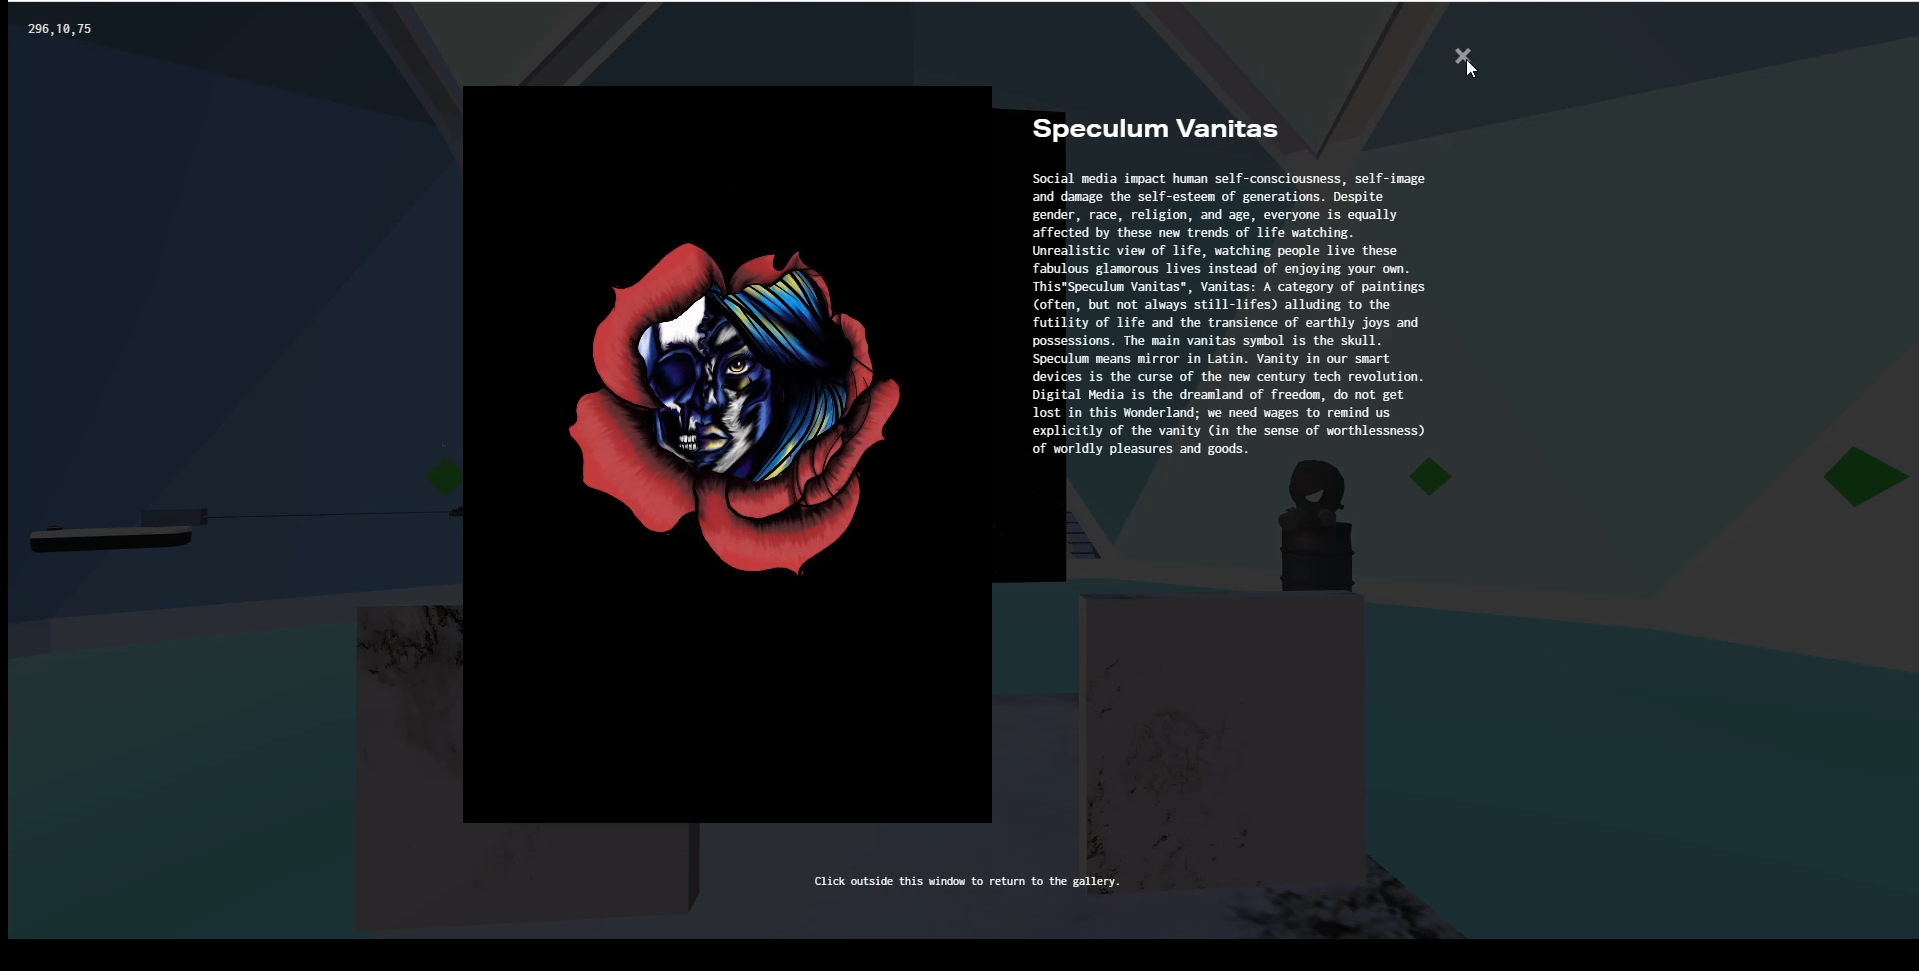 296,10,75
Speculum Vanitas
Social media impact human self-consciousness, self-image
and damage the self-esteem of generations. Despite
gender, race, religion, and age, everyone is equally
affected by these new trends of life watching.
Unrealistic view of life, watching people live these
fabulous glamorous lives instead of enjoying your own.
This"Speculum Vanitas", Vanitas: A category of paintings
(often, but not always still-lifes) alluding to the
futility of life and the transience of earthly joys and
possessions. The main vanitas symbol is the skull.
Speculum means mirror in Latin. Vanity in our smart
devices is the curse of the new century tech revolution.
Digital Media is the dreamland of freedom, do not get
lost in this Wonderland; we need wages to remind us
explicitly of the vanity (in the sense of worthlessness)
of worldly pleasures and goods.
Click outside this window to return to the gallery.